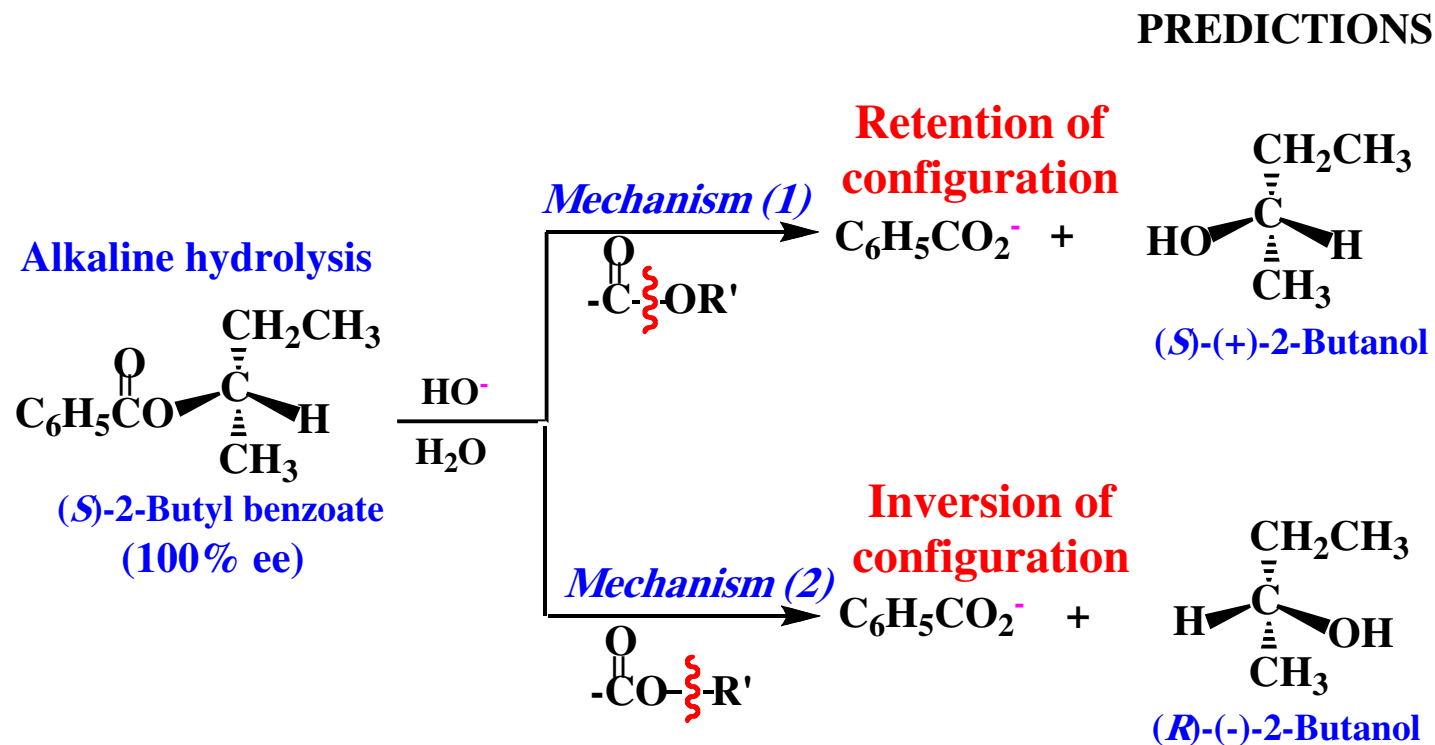 PREDICTIONS
Retention of
configuration
CH₂CH₃
Mechanism (1)
C₆H₅CO₂⁻ +
HO
C
H
CH₃
(S)-(+)-2-Butanol
O
-C-OR'
Alkaline hydrolysis
CH₂CH₃
O
C
C₆H₅CO
H
CH₃
(S)-2-Butyl benzoate
(100% ee)
HO⁻
H₂O
Inversion of
configuration
CH₂CH₃
Mechanism (2)
C₆H₅CO₂⁻ +
H
C
OH
CH₃
(R)-(-)-2-Butanol
O
-CO-R'